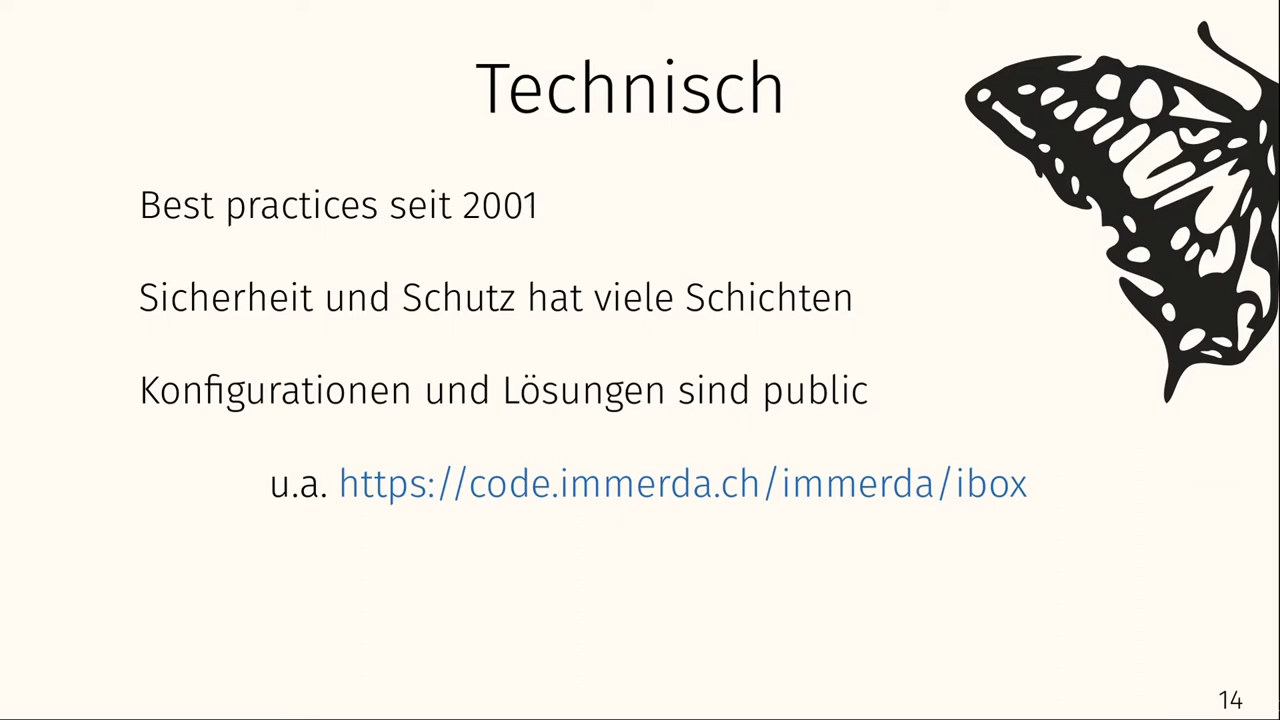 Technisch
Best practices seit 2001
Sicherheit und Schutz hat viele Schichten
Konfigurationen und Lösungen sind public
u.a. https://code.immerda.ch/immerda/ibox
14